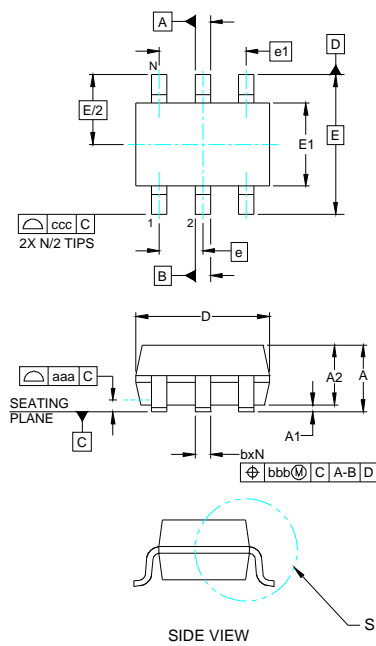 A
N
e1
D
E/2
E1
E
ccc C
2X N/2 TIPS
1
2
e
B
D
aaa C
SEATING
PLANE
C
A2
A
A1
bxN
bbb Ⓜ C A-B D
S
SIDE VIEW